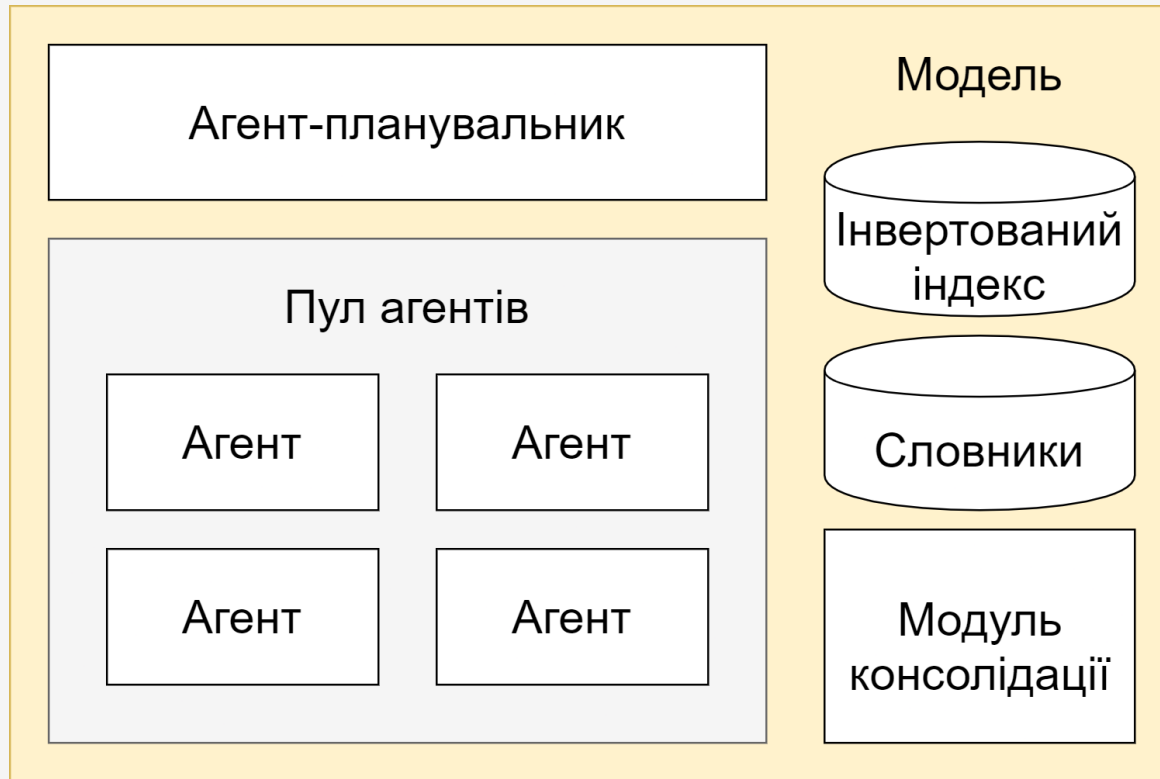 Агент-планувальник
Модель
Інвертований
індекс
Пул агентів
Агент
Агент
Словники
Агент
Агент
Модуль
консолідації